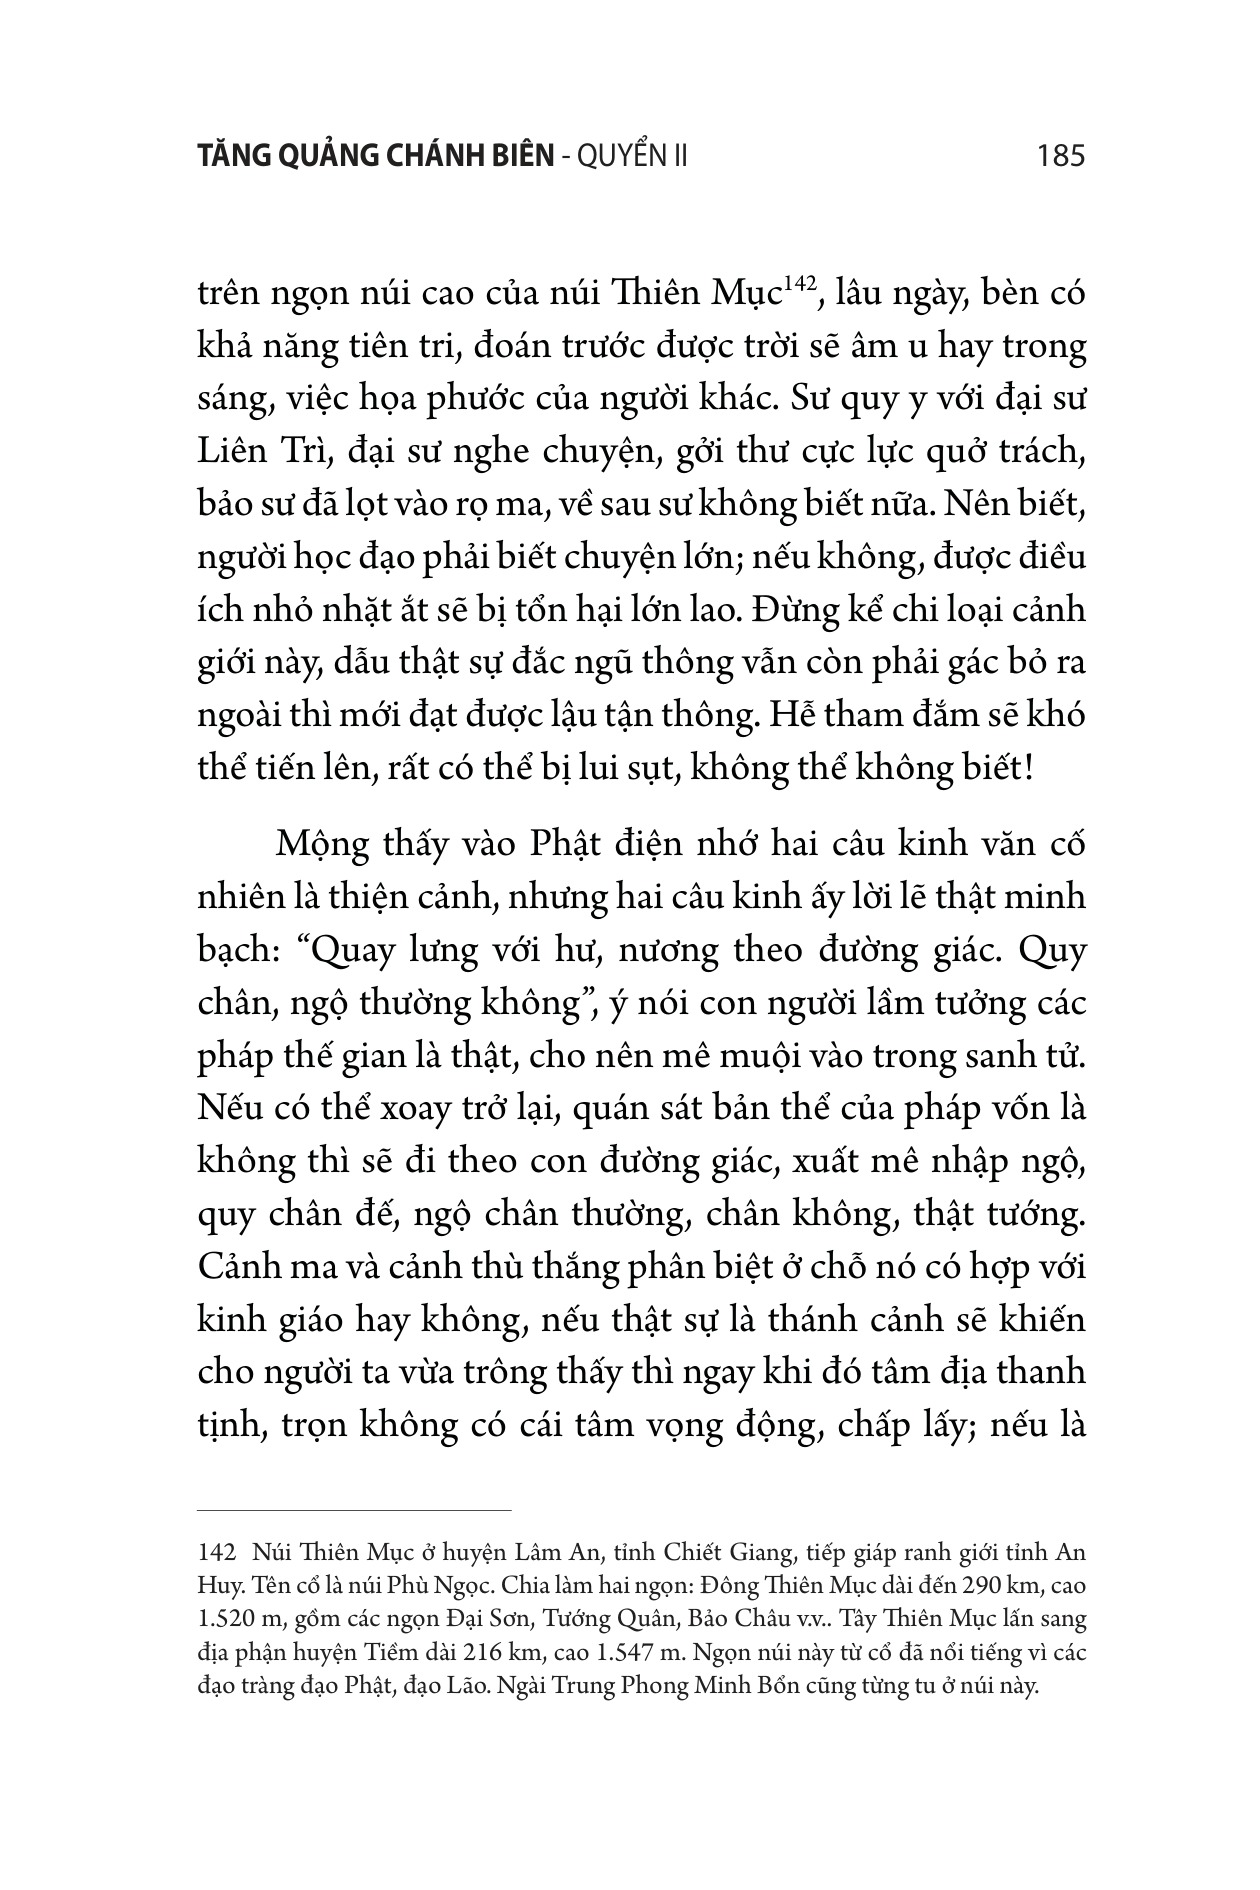 TĂNG QUẢNG CHÁNH BIÊN - QUYỂN II 185
trên ngọn núi cao của núi Thiên Mục142, lâu ngày, bèn có
khả năng tiên tri, đoán trước được trời sẽ âm u hay trong
sáng, việc họa phước của người khác. Sư quy y với đại sư
Liên Trì, đại sư nghe chuyện, gởi thư cực lực quở trách,
bảo sư đã lọt vào rọ ma, về sau sư không biết nữa. Nên biết,
người học đạo phải biết chuyện lớn; nếu không, được điều
ích nhỏ nhặt ắt sẽ bị tổn hại lớn lao. Đừng kể chi loại cảnh
giới này, dẫu thật sự đắc ngũ thông vẫn còn phải gác bỏ ra
ngoài thì mới đạt được lậu tận thông. Hễ tham đắm sẽ khó
thể tiến lên, rất có thể bị lui sụt, không thể không biết!
Mộng thấy vào Phật điện nhớ hai câu kinh văn cố
nhiên là thiện cảnh, nhưng hai câu kinh ấy lời lẽ thật minh
bạch: “Quay lưng với hư, nương theo đường giác. Quy
chân, ngộ thường không”, ý nói con người lầm tưởng các
pháp thế gian là thật, cho nên mê muội vào trong sanh tử.
Nếu có thể xoay trở lại, quán sát bản thể của pháp vốn là
không thì sẽ đi theo con đường giác, xuất mê nhập ngộ,
quy chân đế, ngộ chân thường, chân không, thật tướng.
Cảnh ma và cảnh thù thắng phân biệt ở chỗ nó có hợp với
kinh giáo hay không, nếu thật sự là thánh cảnh sẽ khiến
cho người ta vừa trông thấy thì ngay khi đó tâm địa thanh
tịnh, trọn không có cái tâm vọng động, chấp lấy; nếu là
142 Núi Thiên Mục ở huyện Lâm An, tỉnh Chiết Giang, tiếp giáp ranh giới tỉnh An
Huy. Tên cổ là núi Phù Ngọc. Chia làm hai ngọn: Đông Thiên Mục dài đến 290 km, cao
1.520 m, gồm các ngọn Đại Sơn, Tướng Quân, Bảo Châu v.v.. Tây Thiên Mục lấn sang
địa phận huyện Tiềm dài 216 km, cao 1.547 m. Ngọn núi này từ cổ đã nổi tiếng vì các
đạo tràng đạo Phật, đạo Lão. Ngài Trung Phong Minh Bổn cũng từng tu ở núi này.